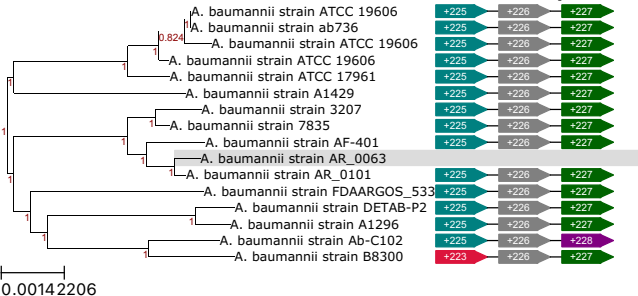 A. baumannii strain ATCC 19606 +225 +226 +227
A. baumannii strain ab736 +225 +226 +227
0.824 1
A. baumannii strain ATCC 19606 +225 +226 +227
1
A. baumannii strain ATCC 19606 +225 +226 +227
1
A. baumannii strain ATCC 17961 +225 +226 +227
1
A. baumannii strain A1429 +225 +226 +227
A. baumannii strain 3207 +225 +226 +227
1
A. baumannii strain 7835 +225 +226 +227
1 1
A. baumannii strain AF-401 +225 +226 +227
1
A. baumannii strain AR_0063
1
A. baumannii strain AR_0101 +225 +226 +227
1
A. baumannii strain FDAARGOS_533 +225 +226 +227
A. baumannii strain DETAB-P2 +225 +226 +227
1 1
A. baumannii strain A1296 +225 +226 +227
A. baumannii strain Ab-C102 +225 +226 +228
1 1
A. baumannii strain B8300 +223 +226 +227
0.00142206